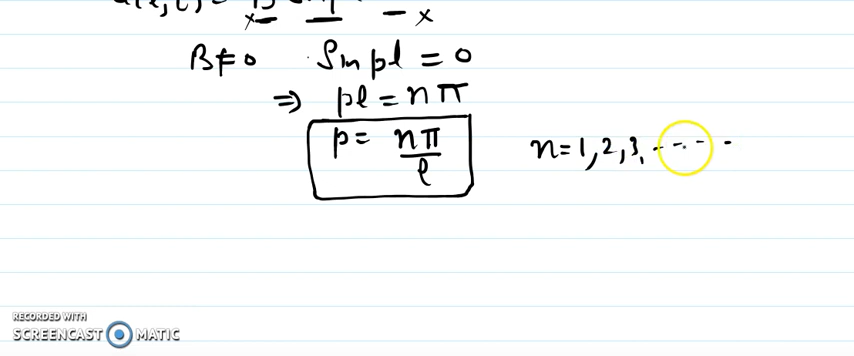 B≠0 Sin pl = 0
⇒ pl = nπ
p = nπ/l n = 1, 2, 3, - - - - -
RECORDED WITH
SCREENCAST MATIC